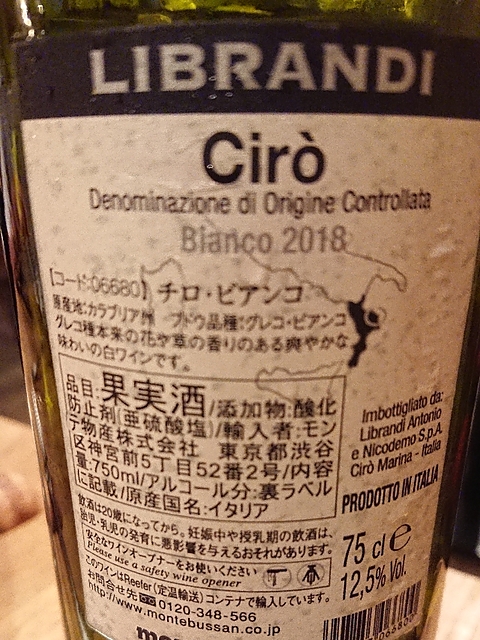 LIBRANDI
Cirò
Denominazione di Origine Controllata
Bianco 2018
【コード:06680】 チロ・ビアンコ
原産地:カラブリア州 ブドウ品種:グレコ・ビアンコ
グレコ種本来の花や草の香りのある爽やかな
味わいの白ワインです。
品目:果実酒/添加物:酸化
防止剤(亜硫酸塩)/輸入者:モン
テ物産株式会社 東京都渋谷
区神宮前5丁目52番2号/内容
量:750ml/アルコール分:裏ラベル
に記載/原産国名:イタリア
Imbottigliato da:
Librandi Antonio
e Nicodemo S.p.A.
Cirò Marina - Italia
PRODOTTO IN ITALIA
飲酒は20歳になってから。妊娠中や授乳期の飲酒は、
胎児・乳児の発育に悪影響を与えるおそれがあります。
安全なワインオープナーをお使いください
Please use a safety wine opener
このワインはReefer(定温輸送)コンテナで輸入しています。
お問合せ先 0120-348-566
http://www.montebussan.co.jp
75 cl e
12,5% Vol.